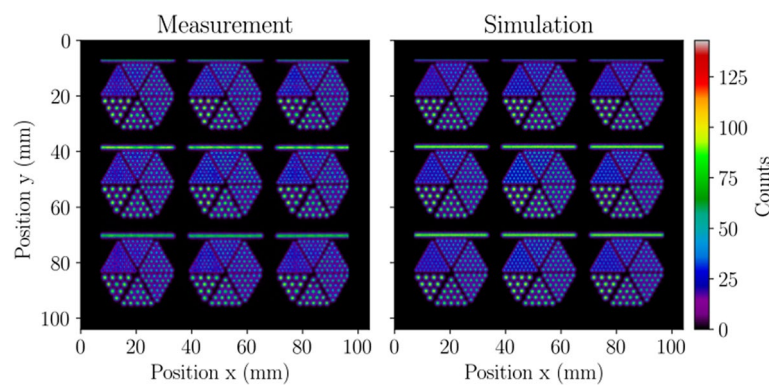 Measurement
Simulation
0
20
40
60
80
100
Position y (mm)
0 20 40 60 80 100
Position x (mm)
0 20 40 60 80 100
Position x (mm)
125
100
75
50
25
0
Counts